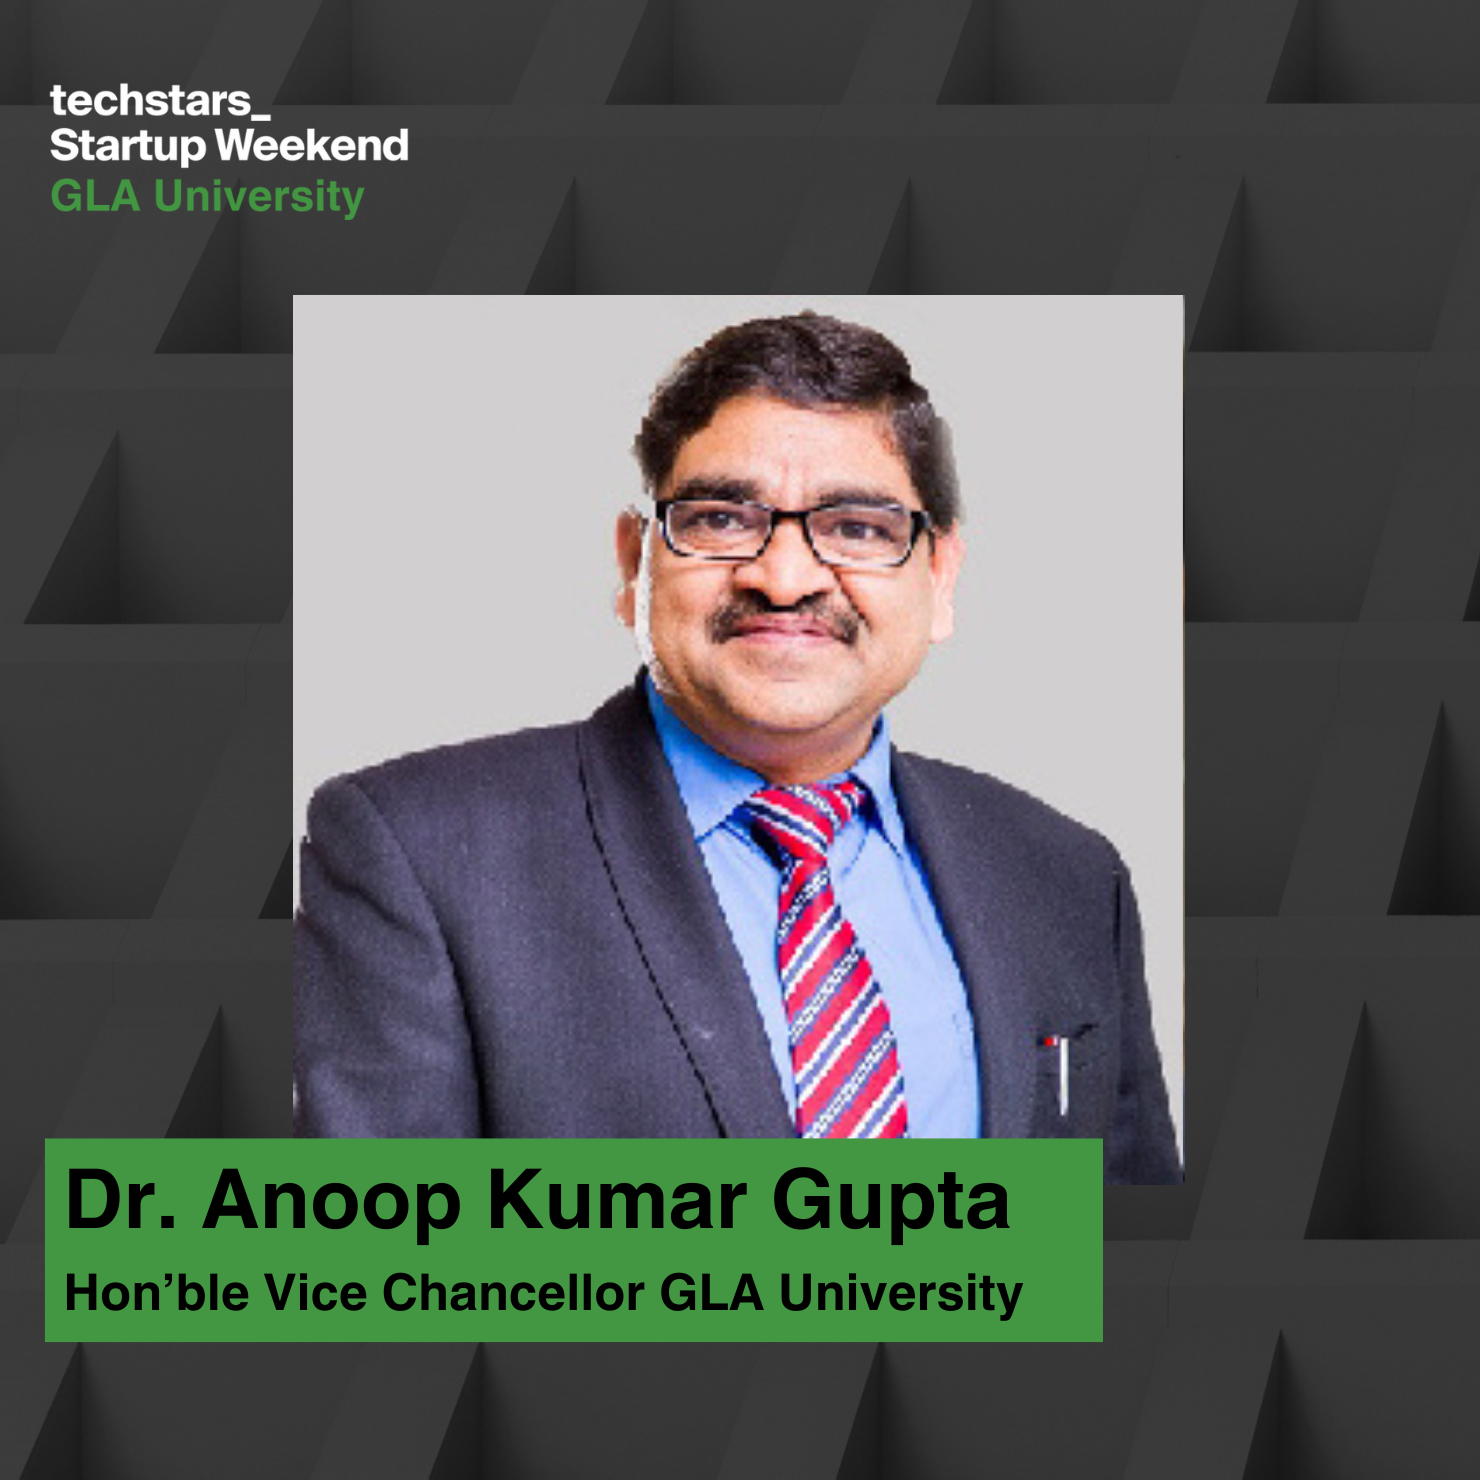 techstars_
Startup Weekend
GLA University
Dr. Anoop Kumar Gupta
Hon’ble Vice Chancellor GLA University